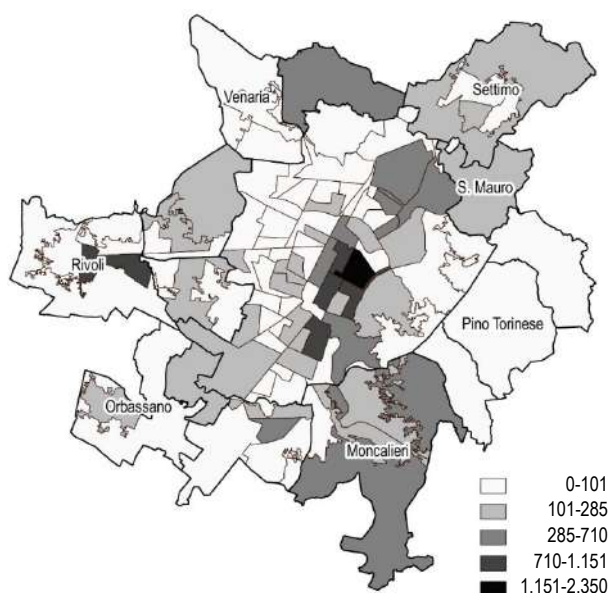 Venaria
Settimo
S. Mauro
Rivoli
Pino Torinese
Orbassano
Moncalieri
0-101
101-285
285-710
710-1.151
1.151-2.350